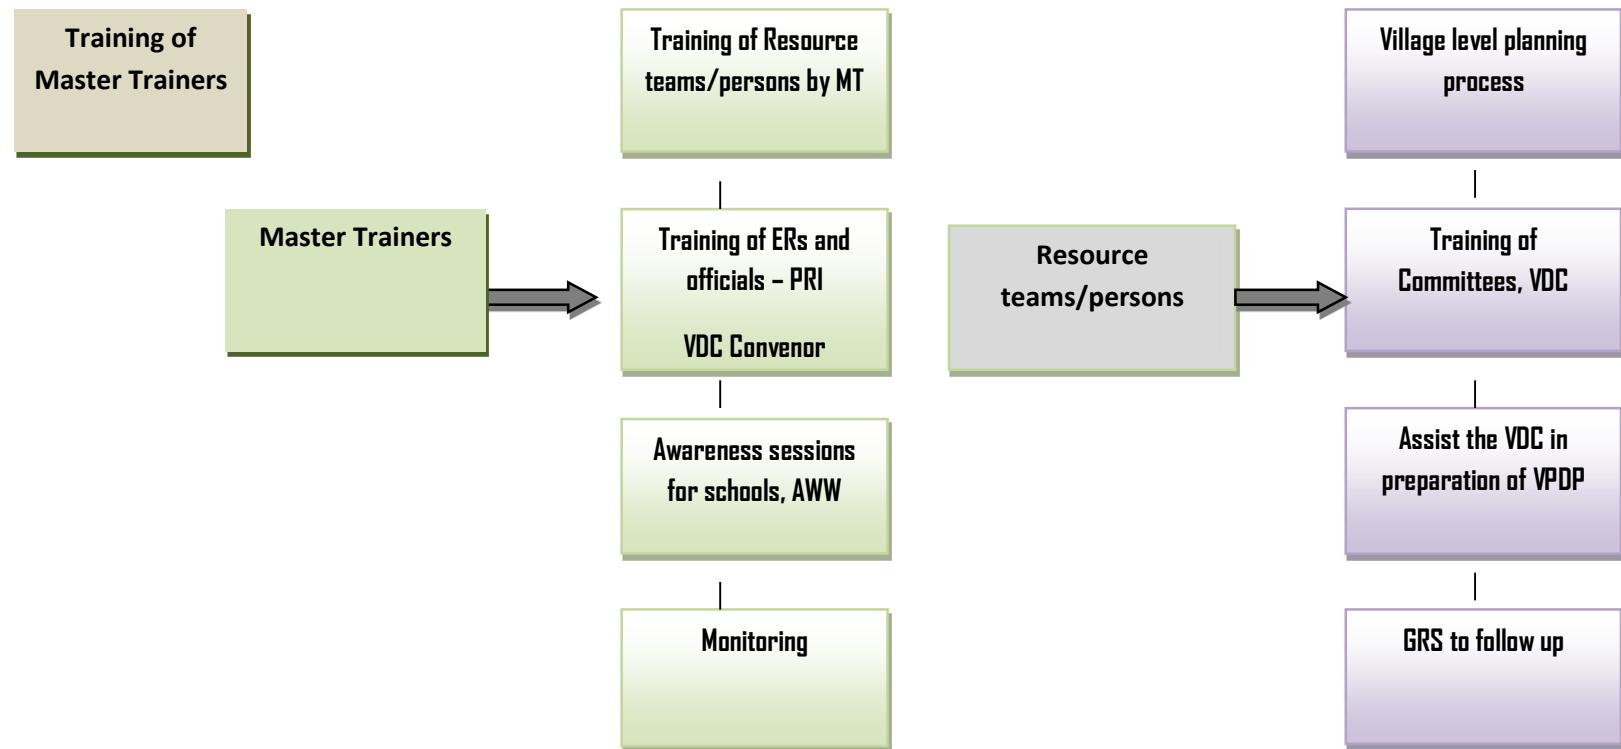 Training of
Master Trainers
Master Trainers
Training of Resource
teams/persons by MT
Training of ERs and
officials – PRI
VDC Convenor
Awareness sessions
for schools, AWW
Monitoring
Resource
teams/persons
Village level planning
process
Training of
Committees, VDC
Assist the VDC in
preparation of VPDP
GRS to follow up